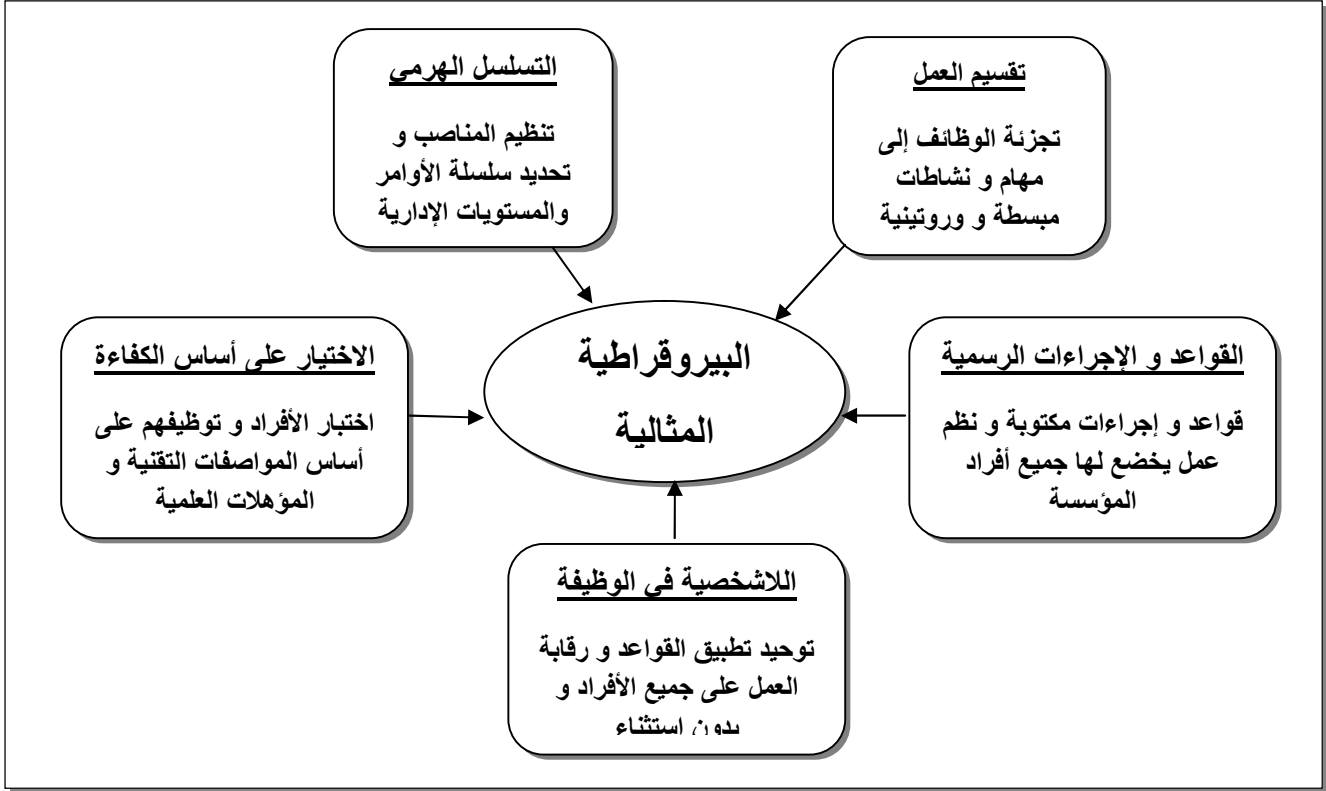 تقسيم العمل
تجزئة الوظائف إلى
مهام و نشاطات
مبسطة و وروتينية
التسلسل الهرمي
تنظيم المناصب و
تحديد سلسلة الأوامر
والمستويات الإدارية
البيروقراطية
المثالية
القواعد و الإجراءات الرسمية
قواعد و إجراءات مكتوبة و نظم
عمل يخضع لها جميع أفراد
المؤسسة
الاختيار على أساس الكفاءة
اختبار الأفراد و توظيفهم على
أساس المواصفات التقنية و
المؤهلات العلمية
اللاشخصية في الوظيفة
توحيد تطبيق القواعد و رقابة
العمل على جميع الأفراد و
بدون استثناء